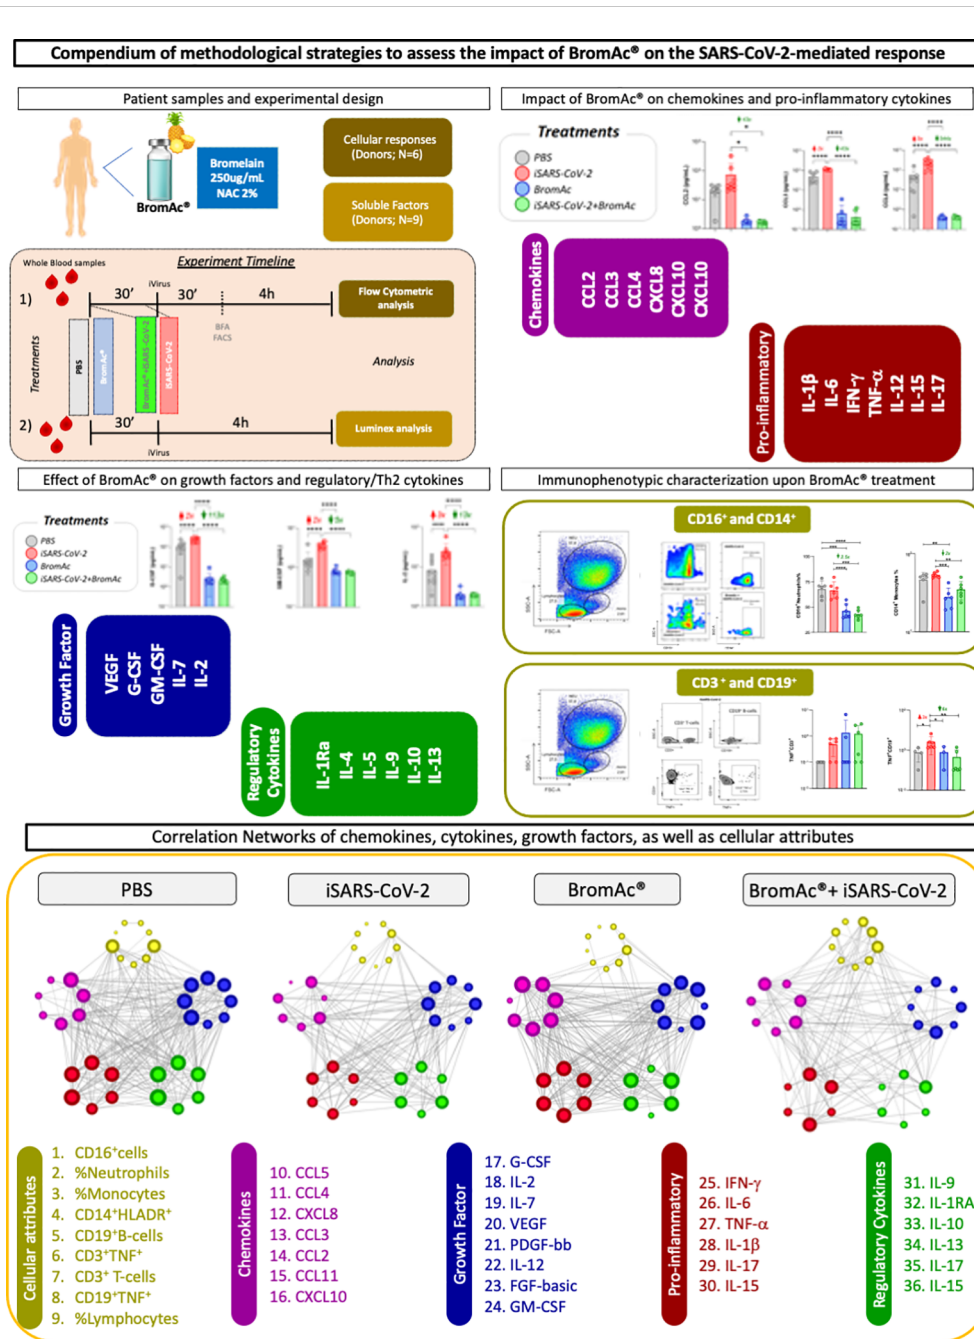 Compendium of methodological strategies to assess the impact of BromAc® on the SARS-CoV-2-mediated response
Patient samples and experimental design
BromAc®
Bromelain
250ug/mL
NAC 2%
Cellular responses
(Donors; N=6)
Soluble Factors
(Donors; N=9)
Experiment Timeline
Whole Blood samples
1)
30’
iVirus
30’
4h
BFA
FACS
Flow Cytometric
analysis
Treatments
PBS
BromAc®
BromAc®+iSARS-CoV-2
iSARS-CoV-2
Analysis
2)
30’
iVirus
4h
Luminex analysis
Impact of BromAc® on chemokines and pro-inflammatory cytokines
Treatments
PBS
iSARS-CoV-2
BromAc
iSARS-CoV-2+BromAc
Chemokines
CCL2
CCL3
CCL4
CXCL8
CXCL10
CXCL10
Pro-inflammatory
IL-1β
IL-6
IFN-γ
TNF-α
IL-12
IL-15
IL-17
Effect of BromAc® on growth factors and regulatory/Th2 cytokines
Treatments
PBS
iSARS-CoV-2
BromAc
iSARS-CoV-2+BromAc
Growth Factor
VEGF
G-CSF
GM-CSF
IL-7
IL-2
Regulatory
Cytokines
IL-1Ra
IL-4
IL-5
IL-9
IL-10
IL-13
Immunophenotypic characterization upon BromAc® treatment
CD16⁺ and CD14⁺
FSC-A
CD3⁺ and CD19⁺
FSC-A
Correlation Networks of chemokines, cytokines, growth factors, as well as cellular attributes
PBS
iSARS-CoV-2
BromAc®
BromAc®+ iSARS-CoV-2
Cellular attributes
1. CD16⁺cells
2. %Neutrophils
3. %Monocytes
4. CD14⁺HLADR⁺
5. CD19⁺B-cells
6. CD3⁺TNF⁺
7. CD3⁺ T-cells
8. CD19⁺TNF⁺
9. %Lymphocytes
Chemokines
10. CCL5
11. CCL4
12. CXCL8
13. CCL3
14. CCL2
15. CCL11
16. CXCL10
Growth Factor
17. G-CSF
18. IL-2
19. IL-7
20. VEGF
21. PDGF-bb
22. IL-12
23. FGF-basic
24. GM-CSF
Pro-inflammatory
25. IFN-γ
26. IL-6
27. TNF-α
28. IL-1β
29. IL-17
30. IL-15
Regulatory Cytokines
31. IL-9
32. IL-1RA
33. IL-10
34. IL-13
35. IL-17
36. IL-15